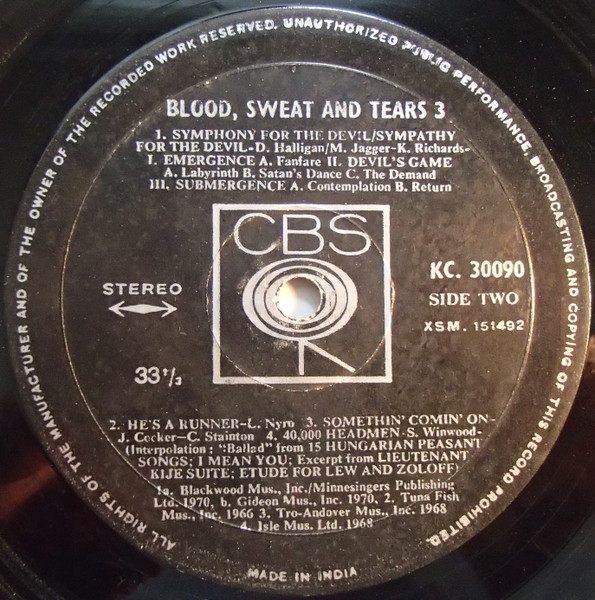 ALL RIGHTS OF THE MANUFACTURER AND OF THE OWNER OF THE RECORDED WORK RESERVED. UNAUTHORIZED PUBLIC PERFORMANCE, BROADCASTING AND COPYING OF THIS RECORD PROHIBITED.
BLOOD, SWEAT AND TEARS 3
1. SYMPHONY FOR THE DEVIL/SYMPATHY
FOR THE DEVIL-D. Halligan/M. Jagger-K. Richards-
I. EMERGENCE A. Fanfare II. DEVIL'S GAME
A. Labyrinth B. Satan's Dance C. The Demand
III. SUBMERGENCE A. Contemplation B. Return
CBS
STEREO
33⅓
KC. 30090
SIDE TWO
XSM. 151492
2. HE'S A RUNNER-L. Nyro 3. SOMETHIN' COMIN' ON-
J. Cocker-C. Stainton 4. 40,000 HEADMEN-S. Winwood-
(Interpolation: "Ballad" from 15 HUNGARIAN PEASANT
SONGS; I MEAN YOU; Excerpt from LIEUTENANT
KIJE SUITE; ETUDE FOR LEW AND ZOLOFF)
1a. Blackwood Mus., Inc./Minnesingers Publishing
Ltd. 1970, b. Gideon Mus., Inc. 1970, 2. Tuna Fish
Mus., Inc. 1966 3. Tro-Andover Mus., Inc. 1968
4. Isle Mus. Ltd. 1968
MADE IN INDIA